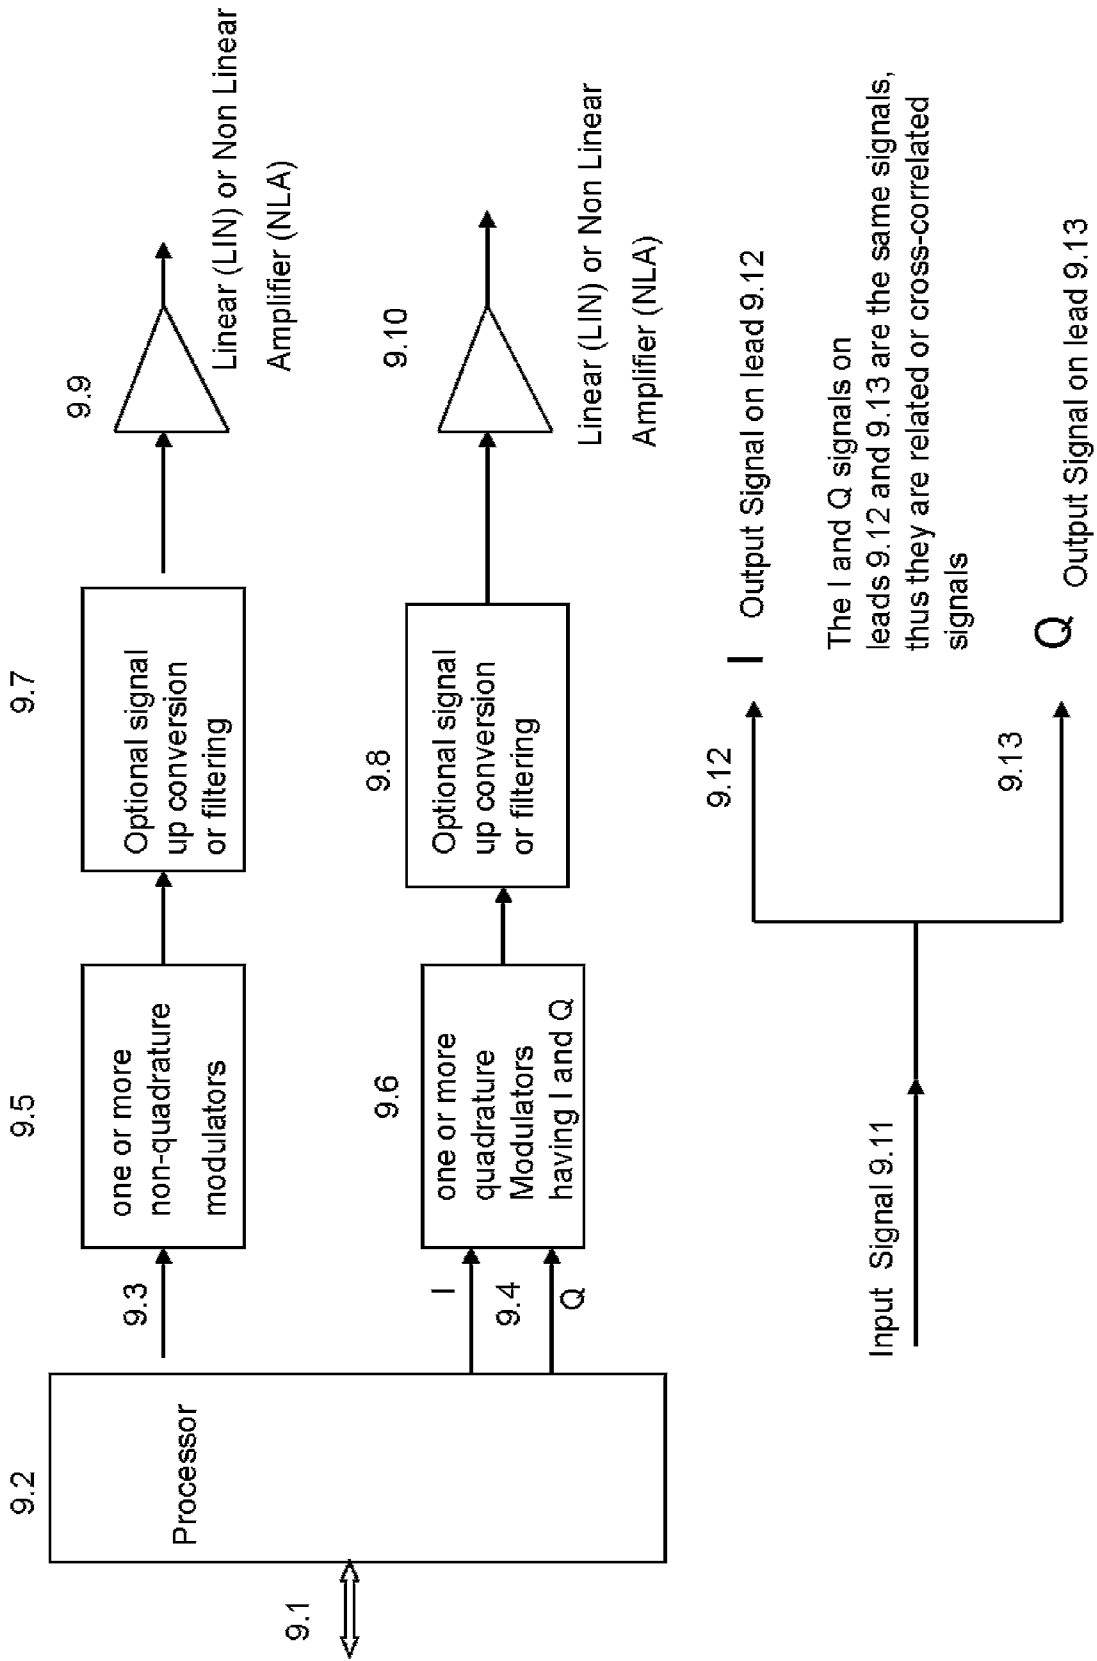 9.2
Processor
9.1
9.3
9.5
one or more
non-quadrature
modulators
9.7
Optional signal
up conversion
or filtering
9.9
Linear (LIN) or Non Linear
Amplifier (NLA)
I
9.4
Q
9.6
one or more
quadrature
Modulators
having I and Q
9.8
Optional signal
up conversion
or filtering
9.10
Linear (LIN) or Non Linear
Amplifier (NLA)
Input Signal 9.11
9.12
I Output Signal on lead 9.12
The I and Q signals on
leads 9.12 and 9.13 are the same signals,
thus they are related or cross-correlated
signals
9.13
Q Output Signal on lead 9.13